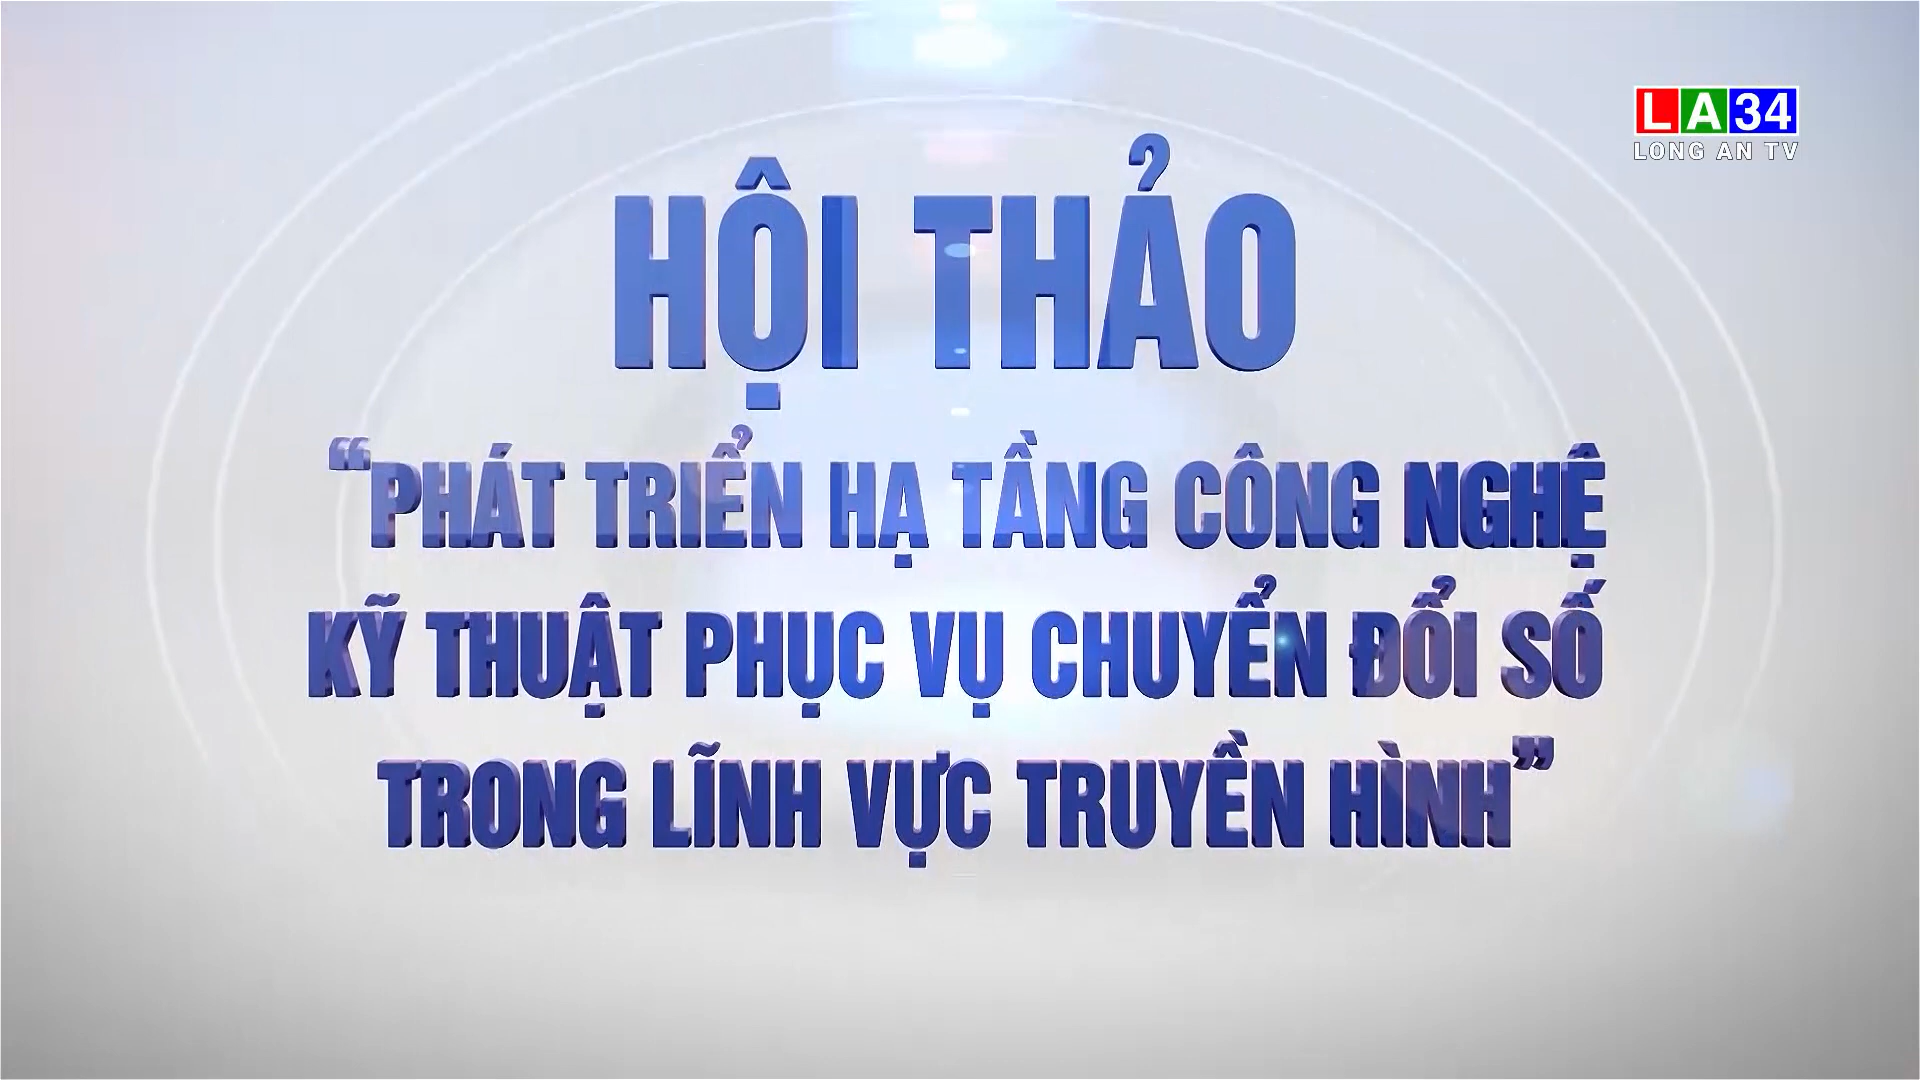 LA34
LONG AN TV
HỘI THẢO
“PHÁT TRIỂN HẠ TẦNG CÔNG NGHỆ
KỸ THUẬT PHỤC VỤ CHUYỂN ĐỔI SỐ
TRONG LĨNH VỰC TRUYỀN HÌNH”